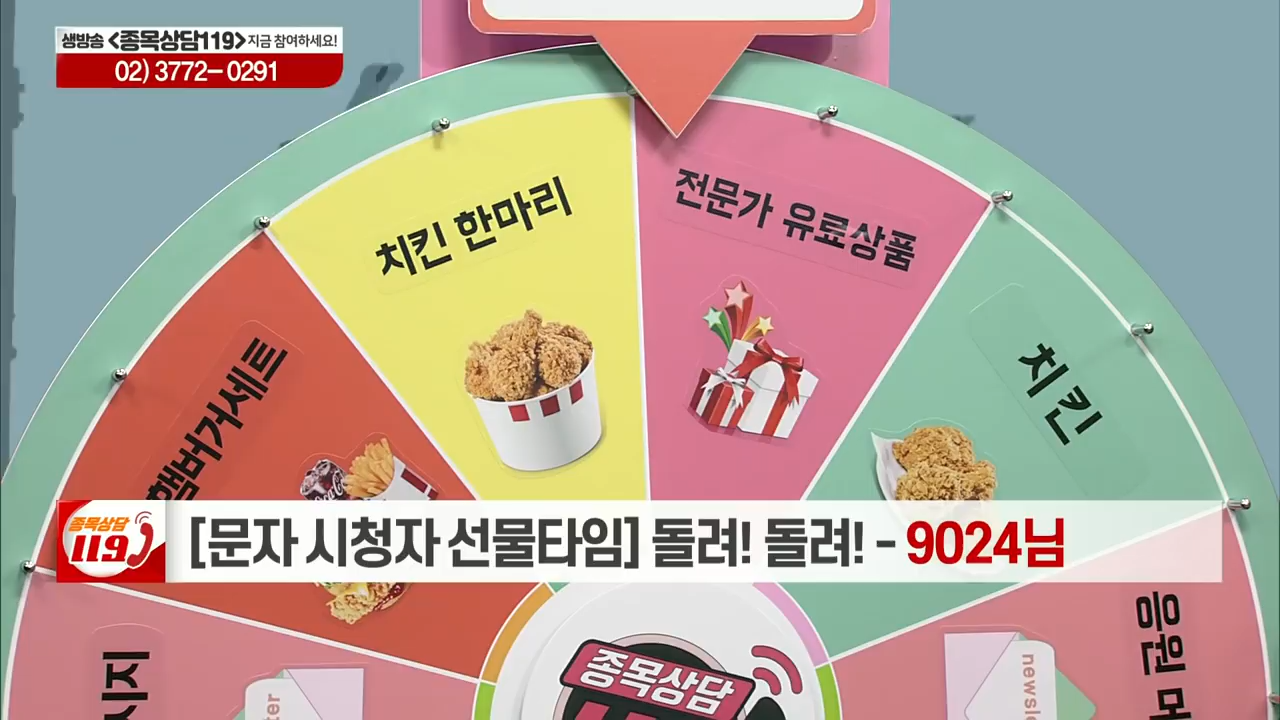 생방송 <종목상담119> 지금 참여하세요!
02) 3772-0291
치킨 한마리
전문가 유료상품
치킨
햄버거세트
종목상담
119
[문자 시청자 선물타임] 돌려! 돌려! - 9024님
응원
종목상담